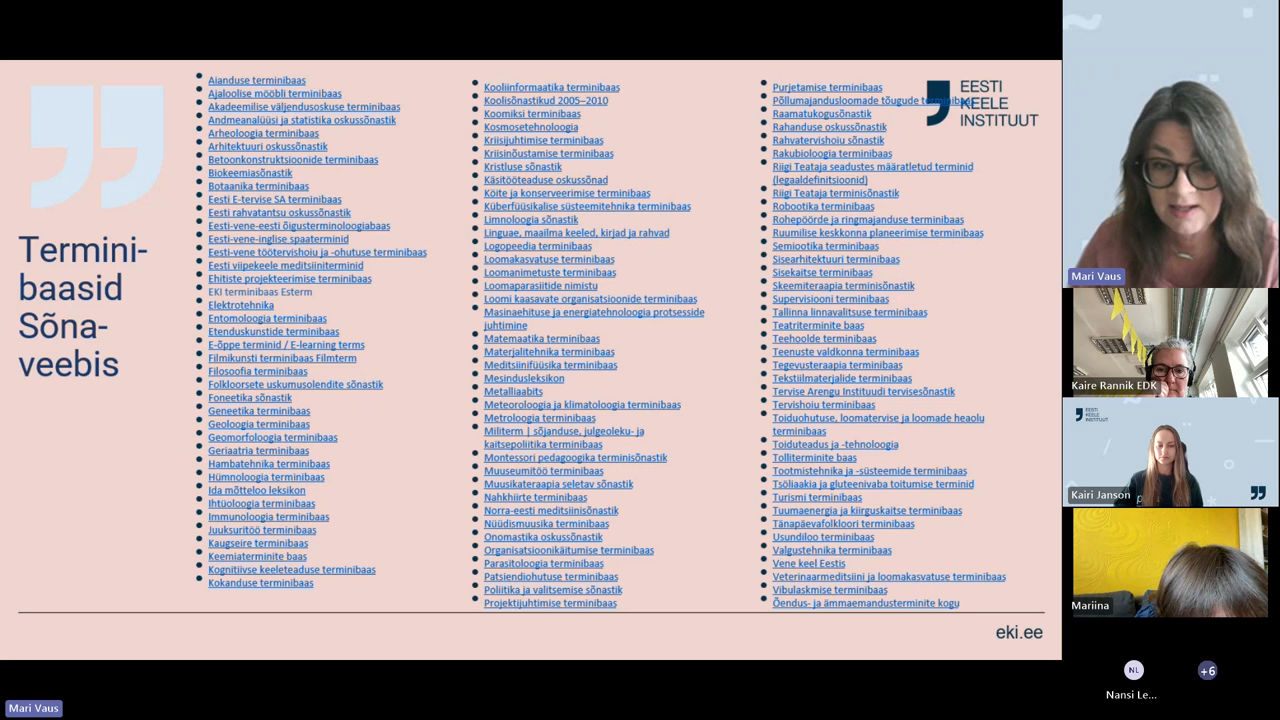 Termini-
baasid
Sõna-
veebis
Aianduse terminibaas
Ajaloolise mööbli terminibaas
Akadeemilise väljendusoskuse terminibaas
Andmeanalüüsi ja statistika oskussõnastik
Arheoloogia terminibaas
Arhitektuuri oskussõnastik
Betoonkonstruktsioonide terminibaas
Biokeemiasõnastik
Botaanika terminibaas
Eesti E-tervise SA terminibaas
Eesti rahvatantsu oskussõnastik
Eesti-vene-eesti õigusterminoloogiabaas
Eesti-vene-inglise spaaterminid
Eesti-vene töötervishoiu ja -ohutuse terminibaas
Eesti viipekeele meditsiiniterminid
Ehitiste projekteerimise terminibaas
EKI terminibaas Esterm
Elektrotehnika
Entomoloogia terminibaas
Etenduskunstide terminibaas
E-õppe terminid / E-learning terms
Filmikunsti terminibaas Filmterm
Filosoofia terminibaas
Folkloorsete uskumusolendite sõnastik
Foneetika sõnastik
Geneetika terminibaas
Geoloogia terminibaas
Geomorfoloogia terminibaas
Geriaatria terminibaas
Hambatehnika terminibaas
Hümnoloogia terminibaas
Ida mõtteloo leksikon
Ihtüoloogia terminibaas
Immunoloogia terminibaas
Juuksuritöö terminibaas
Kaugseire terminibaas
Keemiaterminite baas
Kognitiivse keeleteaduse terminibaas
Kokanduse terminibaas
Kooliinformaatika terminibaas
Koolisõnastikud 2005–2010
Koomiksi terminibaas
Kosmosetehnoloogia
Kriisijuhtimise terminibaas
Kriisinõustamise terminibaas
Kristluse sõnastik
Käsitööteaduse oskussõnad
Köite ja konserveerimise terminibaas
Küberfüüsikalise süsteemitehnika terminibaas
Limnoloogia sõnastik
Linguae, maailma keeled, kirjad ja rahvad
Logopeedia terminibaas
Loomakasvatuse terminibaas
Loomanimetuste terminibaas
Loomaparasiitide nimistu
Loomi kaasavate organisatsioonide terminibaas
Masinaehituse ja energiatehnoloogia protsesside
juhtimine
Matemaatika terminibaas
Materjalitehnika terminibaas
Meditsiinifüüsika terminibaas
Mesindusleksikon
Metalliaabits
Meteoroloogia ja klimatoloogia terminibaas
Metroloogia terminibaas
Militerm | sõjanduse, julgeoleku- ja
kaitsepoliitika terminibaas
Montessori pedagoogika terminisõnastik
Muuseumitöö terminibaas
Muusikateraapia seletav sõnastik
Nahkhiirte terminibaas
Norra-eesti meditsiinisõnastik
Nüüdismuusika terminibaas
Onomastika oskussõnastik
Organisatsioonikäitumise terminibaas
Parasitoloogia terminibaas
Patsiendiohutuse terminibaas
Poliitika ja valitsemise sõnastik
Projektijuhtimise terminibaas
Purjetamise terminibaas
Põllumajandusloomade tõugude terminibaas
Raamatukogusõnastik
Rahanduse oskussõnastik
Rahvatervishoiu sõnastik
Rakubioloogia terminibaas
Riigi Teataja seadustes määratletud terminid
(legaaldefinitsioonid)
Riigi Teataja terminisõnastik
Robootika terminibaas
Rohepöörde ja ringmajanduse terminibaas
Ruumilise keskkonna planeerimise terminibaas
Semiootika terminibaas
Sisearhitektuuri terminibaas
Sisekaitse terminibaas
Skeemiteraapia terminisõnastik
Supervisiooni terminibaas
Tallinna linnavalitsuse terminibaas
Teatriterminite baas
Teehoolde terminibaas
Teenuste valdkonna terminibaas
Tegevusteraapia terminibaas
Tekstiilmaterjalide terminibaas
Tervise Arengu Instituudi tervisesõnastik
Tervishoiu terminibaas
Toiduohutuse, loomatervise ja loomade heaolu
terminibaas
Toiduteadus ja -tehnoloogia
Tolliterminite baas
Tootmistehnika ja -süsteemide terminibaas
Tsöliaakia ja gluteenivaba toitumise terminid
Turismi terminibaas
Tuumaenergia ja kiirguskaitse terminibaas
Tänapäevafolkloori terminibaas
Usundiloo terminibaas
Valgustehnika terminibaas
Vene keel Eestis
Veterinaarmeditsiini ja loomakasvatuse terminibaas
Vibulaskmise terminibaas
Õendus- ja ämmaemandusterminite kogu
EESTI
KEELE
INSTITUUT
eki.ee
Mari Vaus
Kaire Rannik EDK
EESTI
KEELE
INSTITUUT
Kairi Janson
Mariina
NL
+6
Nansi Le...
Mari Vaus